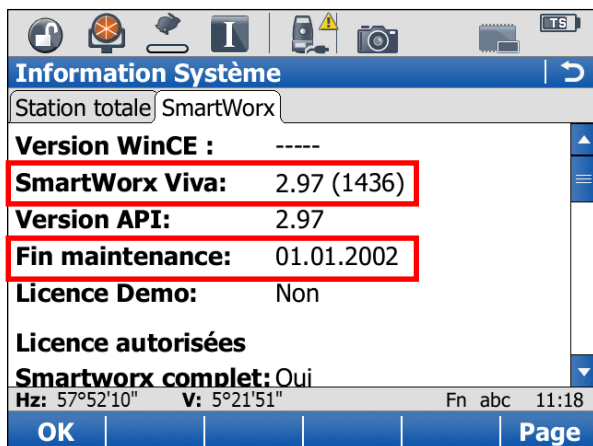 I
TS
Information Système
Station totale SmartWorx
Version WinCE : -----
SmartWorx Viva: 2.97 (1436)
Version API: 2.97
Fin maintenance: 01.01.2002
Licence Demo: Non
Licence autorisées
Smartworx complet: Oui
Hz: 57°52'10" V: 5°21'51" Fn abc 11:18
OK Page